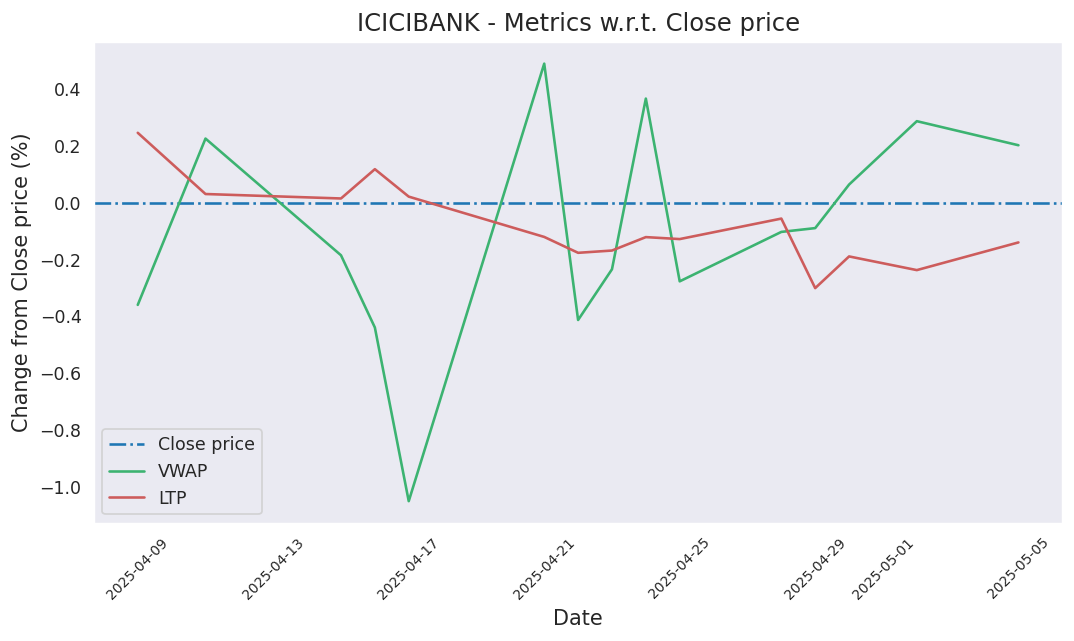 ICICIBANK - Metrics w.r.t. Close price
Change from Close price (%)
0.4
0.2
0.0
−0.2
−0.4
−0.6
−0.8
−1.0
Close price
VWAP
LTP
2025-04-09
2025-04-13
2025-04-17
2025-04-21
2025-04-25
2025-04-29
2025-05-01
2025-05-05
Date